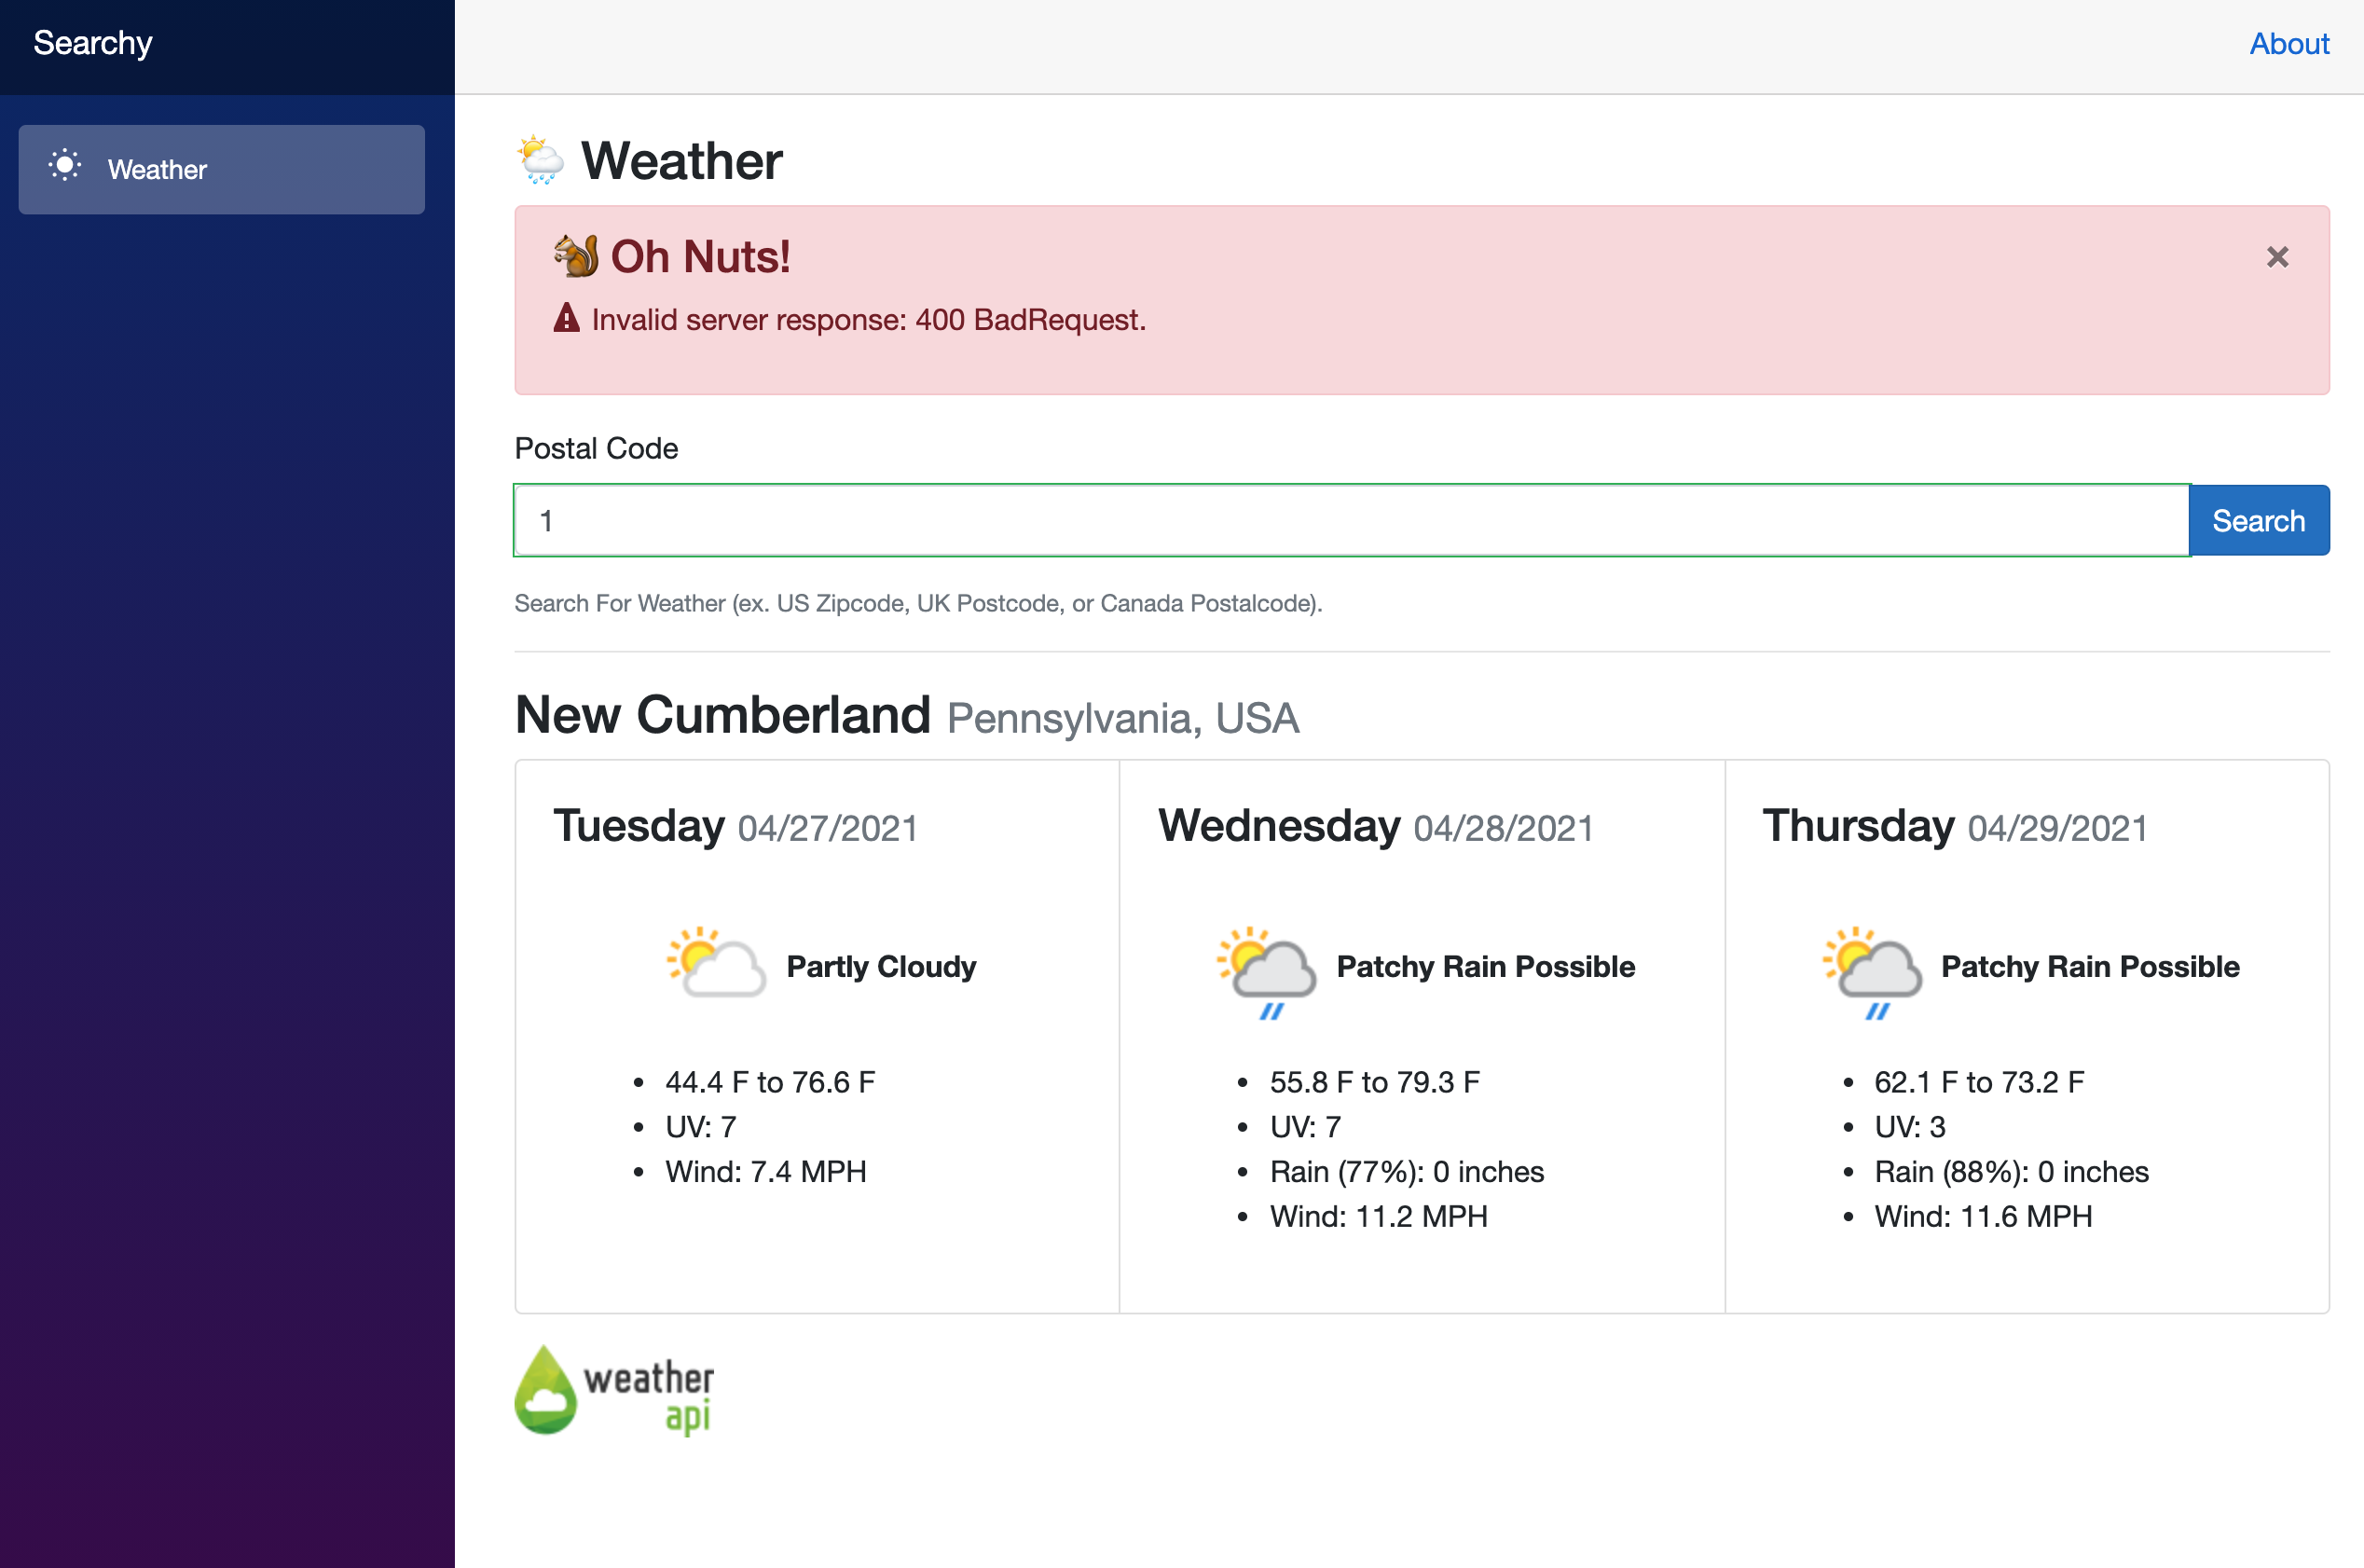 Searchy
About
Weather
Weather
Oh Nuts!
×
Invalid server response: 400 BadRequest.
Postal Code
1
Search
Search For Weather (ex. US Zipcode, UK Postcode, or Canada Postalcode).
New Cumberland Pennsylvania, USA
Tuesday 04/27/2021
Partly Cloudy
• 44.4 F to 76.6 F
• UV: 7
• Wind: 7.4 MPH
Wednesday 04/28/2021
Patchy Rain Possible
• 55.8 F to 79.3 F
• UV: 7
• Rain (77%): 0 inches
• Wind: 11.2 MPH
Thursday 04/29/2021
Patchy Rain Possible
• 62.1 F to 73.2 F
• UV: 3
• Rain (88%): 0 inches
• Wind: 11.6 MPH
weather
api